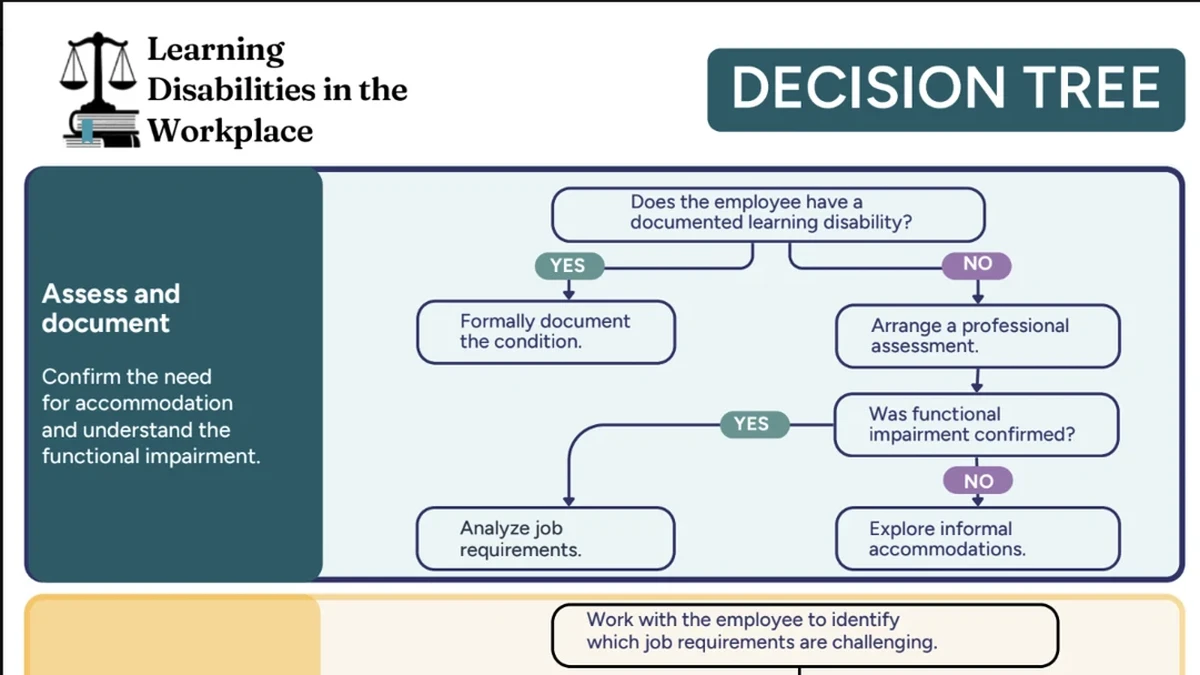 Learning
Disabilities in the
Workplace
DECISION TREE
Assess and
document
Confirm the need
for accommodation
and understand the
functional impairment.
Does the employee have a
documented learning disability?
YES
NO
Formally document
the condition.
Arrange a professional
assessment.
Was functional
impairment confirmed?
YES
NO
Analyze job
requirements.
Explore informal
accommodations.
Work with the employee to identify
which job requirements are challenging.